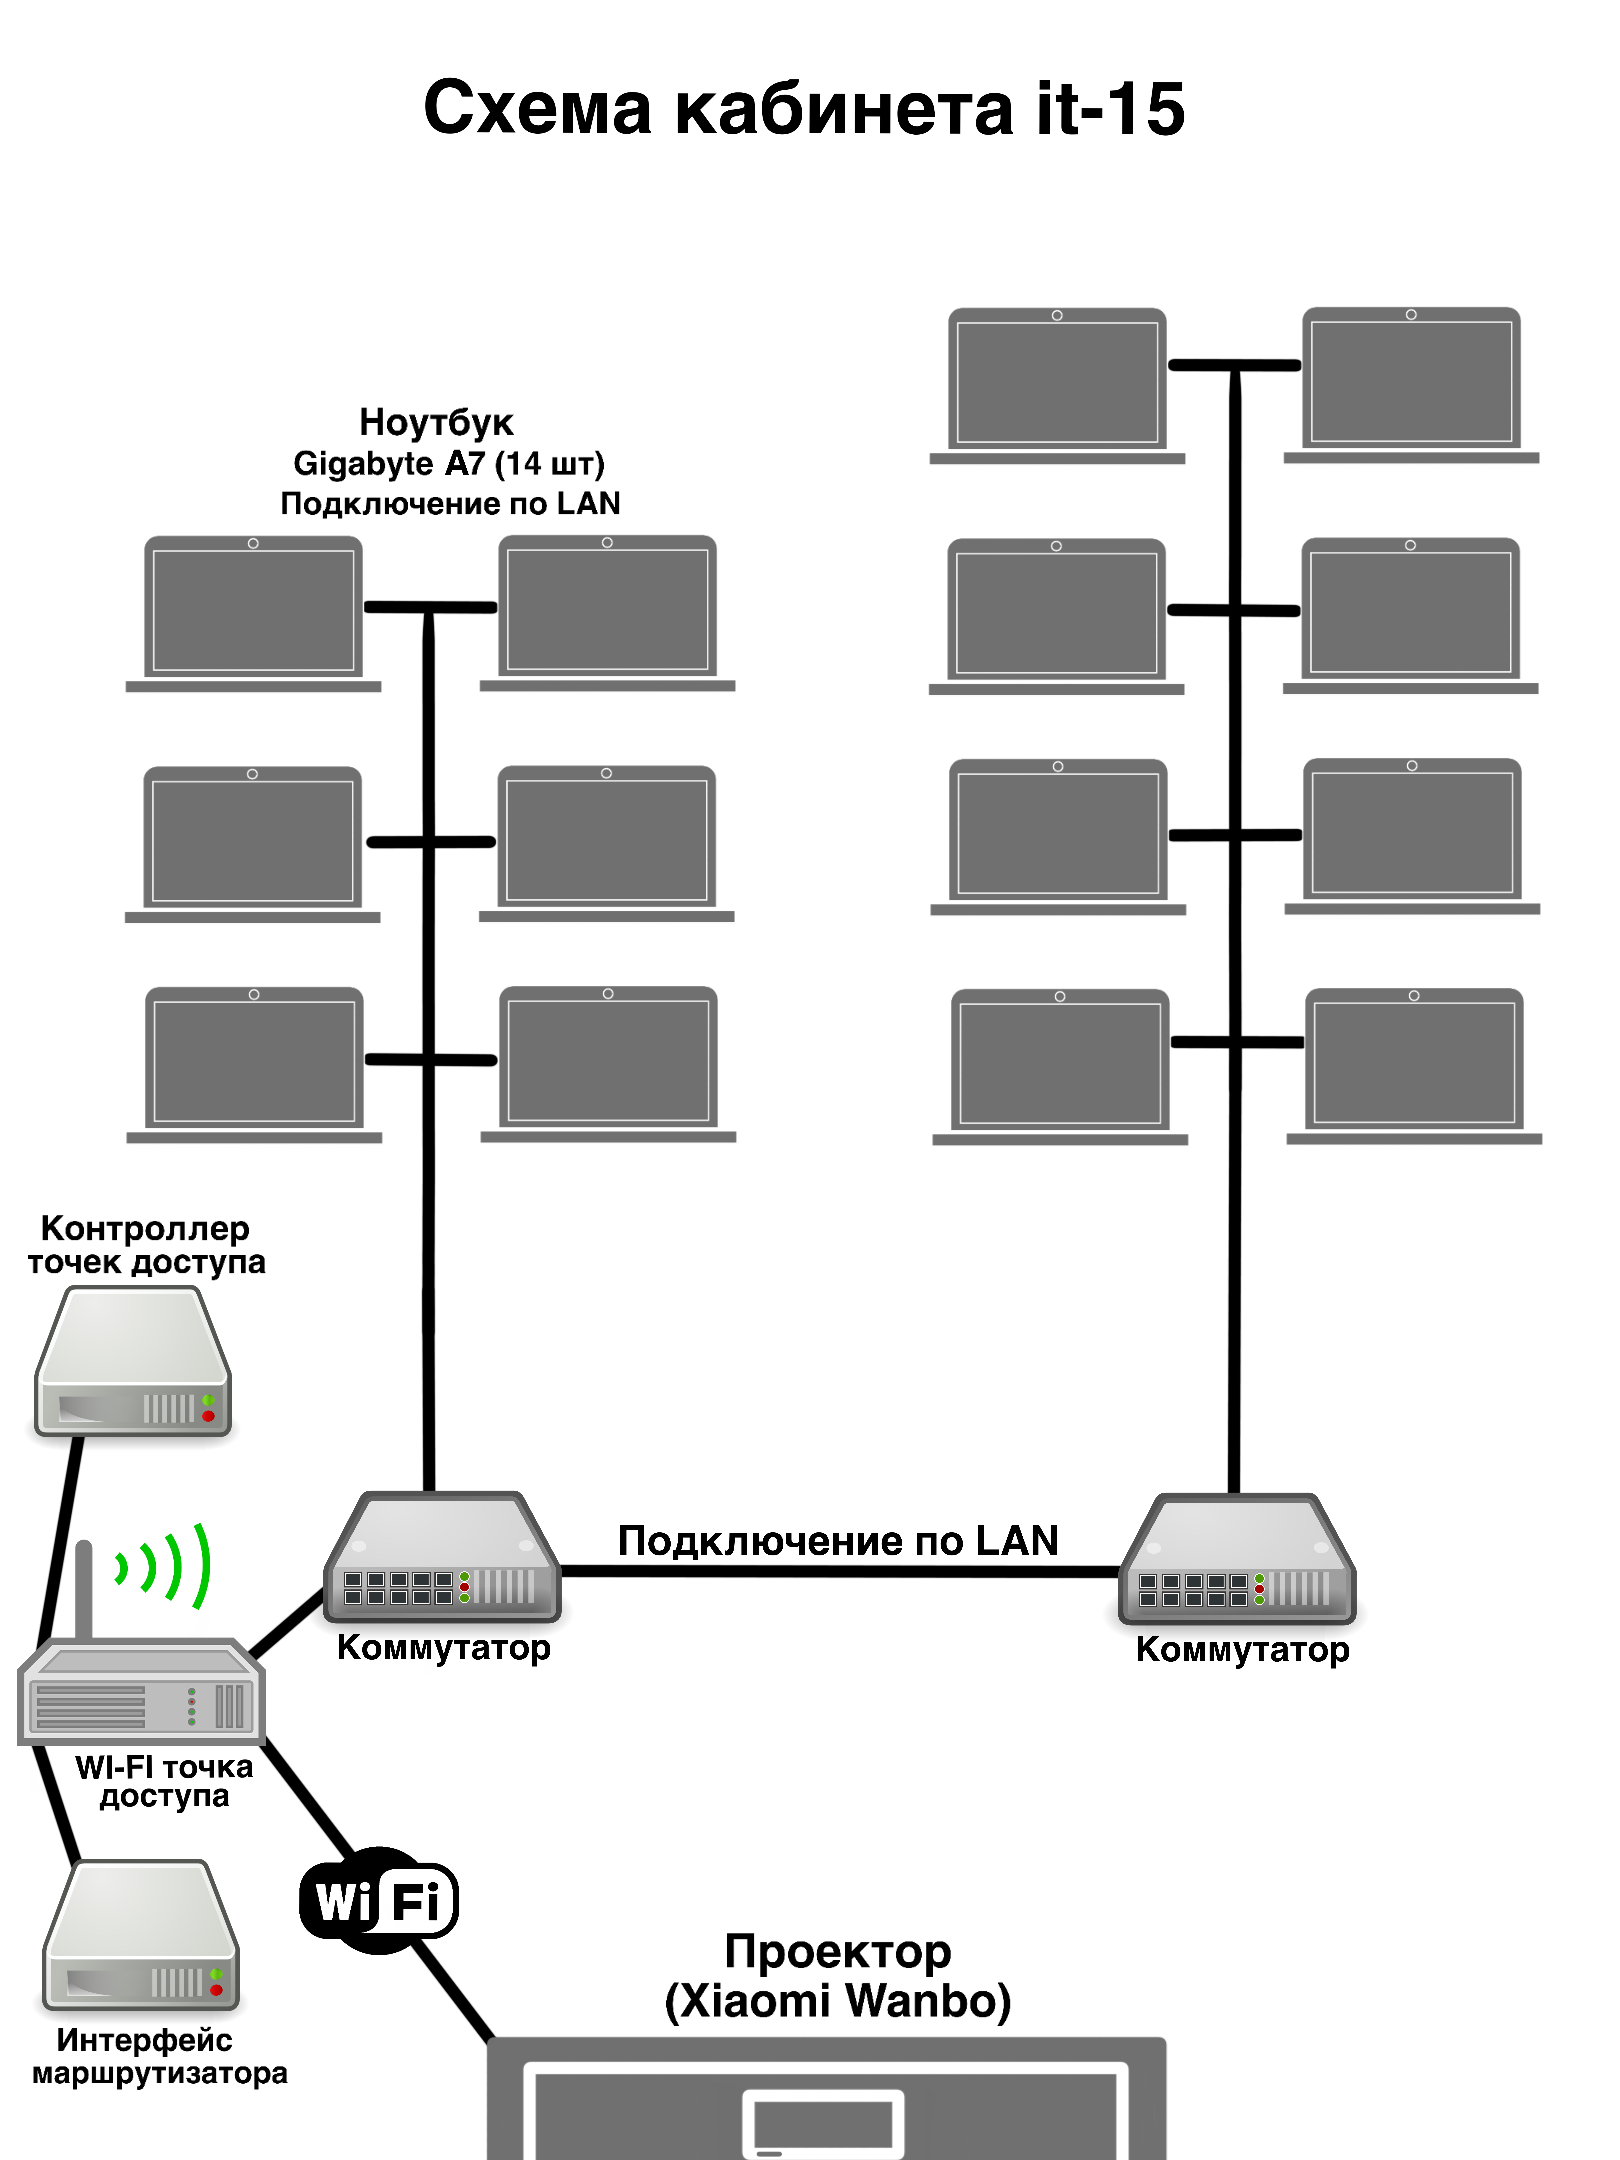 Схема кабинета it-15
Ноутбук
Gigabyte A7 (14 шт)
Подключение по LAN
Контроллер
точек доступа
Подключение по LAN
Коммутатор
Коммутатор
WI-FI точка
доступа
Wi Fi
Проектор
(Xiaomi Wanbo)
Интерфейс
маршрутизатора